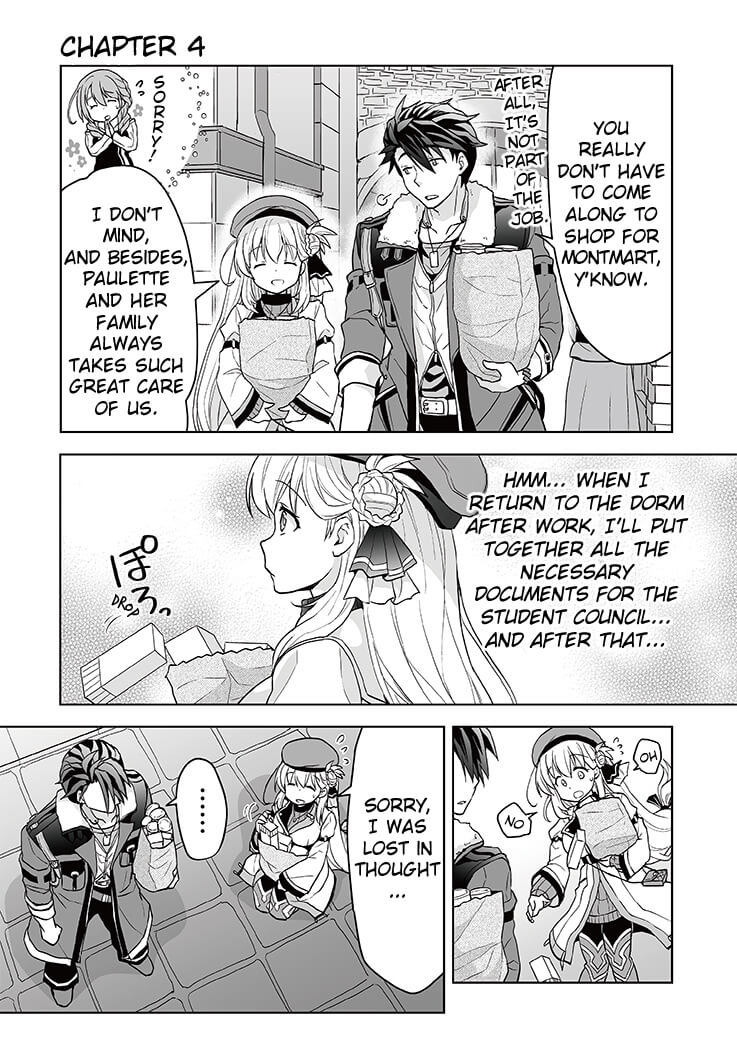 CHAPTER 4
YOU
REALLY
DON'T HAVE
TO COME
ALONG TO
SHOP FOR
MONTMART,
Y'KNOW.
AFTER
ALL,
IT'S
NOT
PART
OF
THE
JOB.
SORRY!
I DON'T
MIND,
AND BESIDES,
PAULETTE
AND HER
FAMILY
ALWAYS
TAKES SUCH
GREAT CARE
OF US.
HMM... WHEN I
RETURN TO THE DORM
AFTER WORK, I'LL PUT
TOGETHER ALL THE
NECESSARY
DOCUMENTS FOR THE
STUDENT COUNCIL...
AND AFTER THAT...
ぽろっ
DROP
OH
NO
SORRY,
I WAS
LOST IN
THOUGHT
...
.....